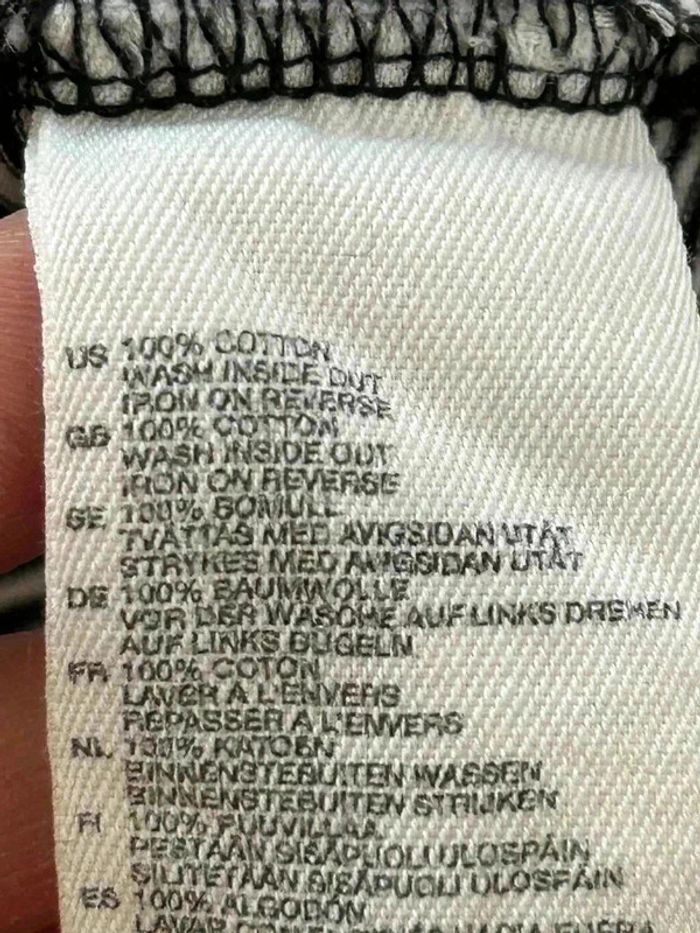 US 100% COTTON
WASH INSIDE OUT
IRON ON REVERSE
GB 100% COTTON
WASH INSIDE OUT
IRON ON REVERSE
SE 100% BOMULL
TVÄTTAS MED AVIGSIDAN UTÅT
STRYKES MED AVIGSIDAN UTÅT
DE 100% BAUMWOLLE
VOR DER WÄSCHE AUF LINKS DREHEN
AUF LINKS BÜGELN
FR 100% COTON
LAVER A L'ENVERS
REPASSER A L'ENVERS
NL 100% KATOEN
BINNENSTEBUITEN WASSEN
BINNENSTEBUITEN STRIJKEN
FI 100% PUUVILLAA
PESTÄÄN SISÄPUOLI ULOSPÄIN
SILITETÄÄN SISÄPUOLI ULOSPÄIN
ES 100% ALGODÓN
LAVAR